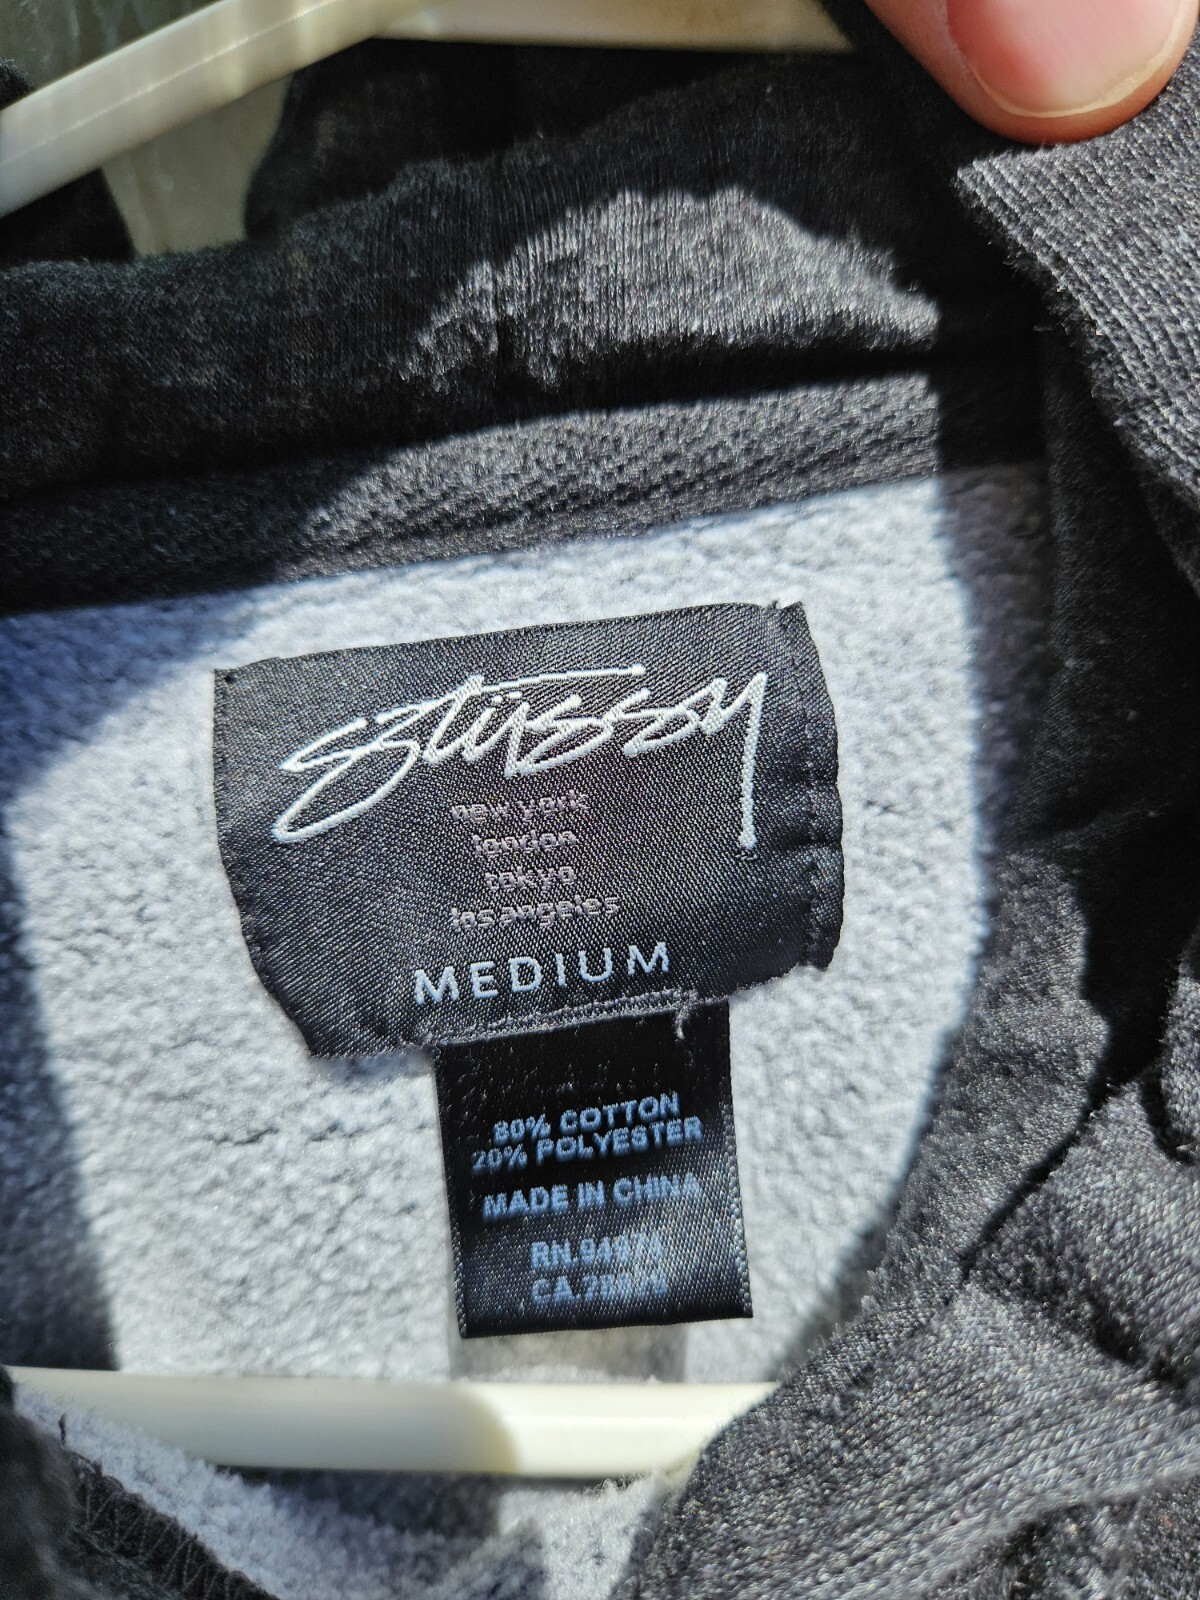 Stüssy
new york
london
tokyo
los angeles
MEDIUM
80% COTTON
20% POLYESTER
MADE IN CHINA